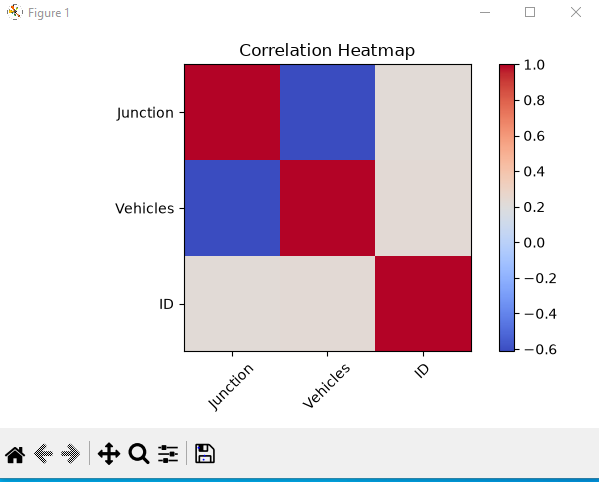 Figure 1
Correlation Heatmap
Junction
Vehicles
ID
Junction
Vehicles
ID
1.0
0.8
0.6
0.4
0.2
0.0
−0.2
−0.4
−0.6